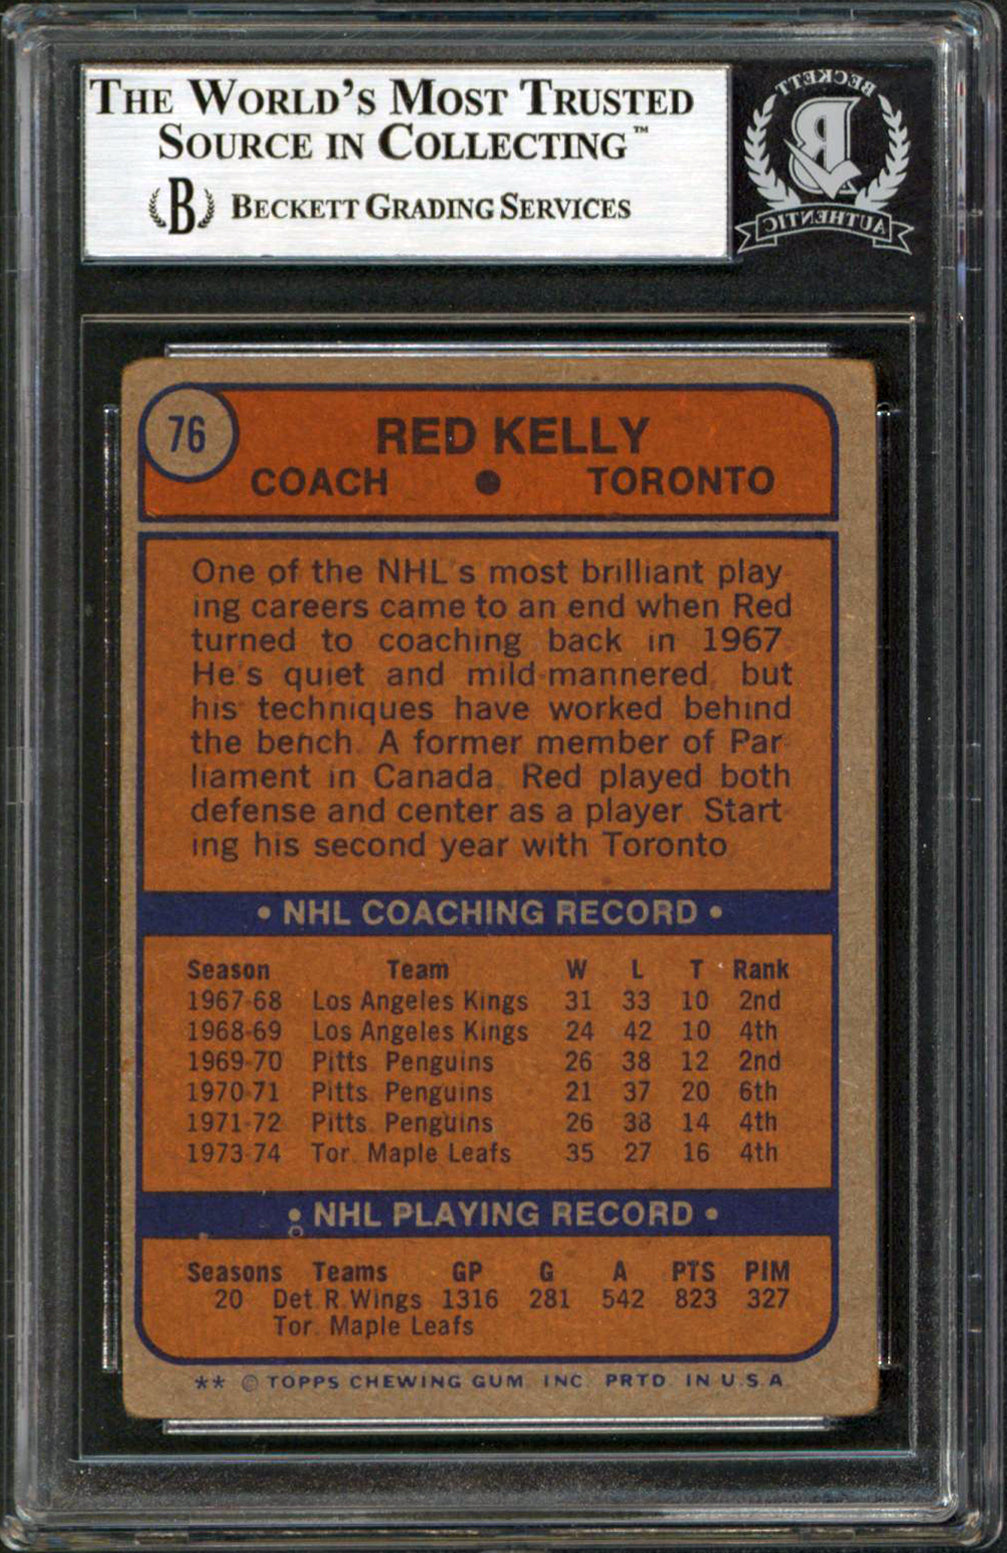 THE WORLD'S MOST TRUSTED
SOURCE IN COLLECTING™
B BECKETT GRADING SERVICES
BECKETT
B
AUTHENTIC
76
RED KELLY
COACH ● TORONTO
One of the NHL's most brilliant play-
ing careers came to an end when Red
turned to coaching back in 1967
He's quiet and mild-mannered, but
his techniques have worked behind
the bench. A former member of Par-
liament in Canada. Red played both
defense and center as a player. Start-
ing his second year with Toronto
• NHL COACHING RECORD •
Season Team W L T Rank
1967-68 Los Angeles Kings 31 33 10 2nd
1968-69 Los Angeles Kings 24 42 10 4th
1969-70 Pitts. Penguins 26 38 12 2nd
1970-71 Pitts. Penguins 21 37 20 6th
1971-72 Pitts. Penguins 26 38 14 4th
1973-74 Tor. Maple Leafs 35 27 16 4th
• NHL PLAYING RECORD •
Seasons Teams GP G A PTS PIM
20 Det. R. Wings 1316 281 542 823 327
Tor. Maple Leafs
** © TOPPS CHEWING GUM, INC. PRTD. IN U.S.A.